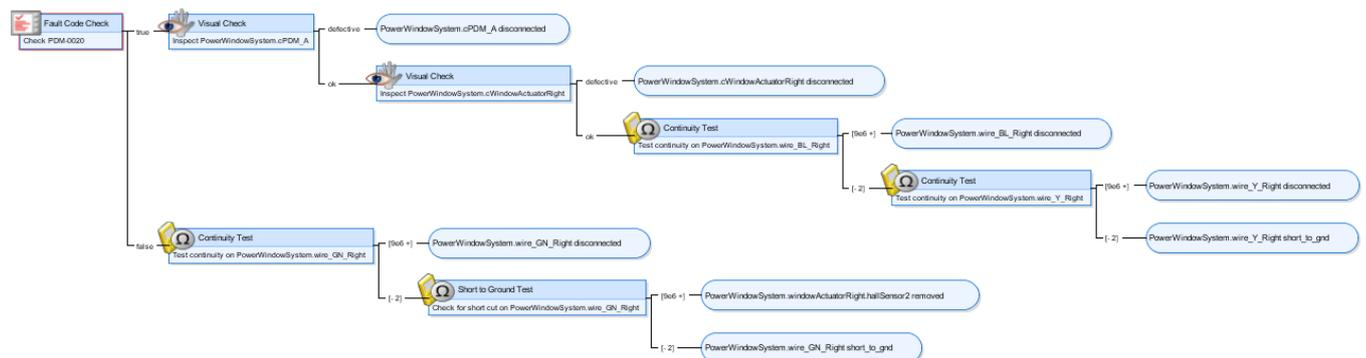 Fault Code Check
Check PDM-0020
true
Visual Check
Inspect PowerWindowSystem.cPDM_A
defective
PowerWindowSystem.cPDM_A disconnected
ok
Visual Check
Inspect PowerWindowSystem.cWindowActuatorRight
defective
PowerWindowSystem.cWindowActuatorRight disconnected
ok
Ω
Continuity Test
Test continuity on PowerWindowSystem.wire_BL_Right
[9e6 +]
PowerWindowSystem.wire_BL_Right disconnected
[- 2]
Ω
Continuity Test
Test continuity on PowerWindowSystem.wire_Y_Right
[9e6 +]
PowerWindowSystem.wire_Y_Right disconnected
[- 2]
PowerWindowSystem.wire_Y_Right short_to_gnd
false
Ω
Continuity Test
Test continuity on PowerWindowSystem.wire_GN_Right
[9e6 +]
PowerWindowSystem.wire_GN_Right disconnected
[- 2]
Ω
Short to Ground Test
Check for short cut on PowerWindowSystem.wire_GN_Right
[9e6 +]
PowerWindowSystem.windowActuatorRight.hallSensor2 removed
[- 2]
PowerWindowSystem.wire_GN_Right short_to_gnd